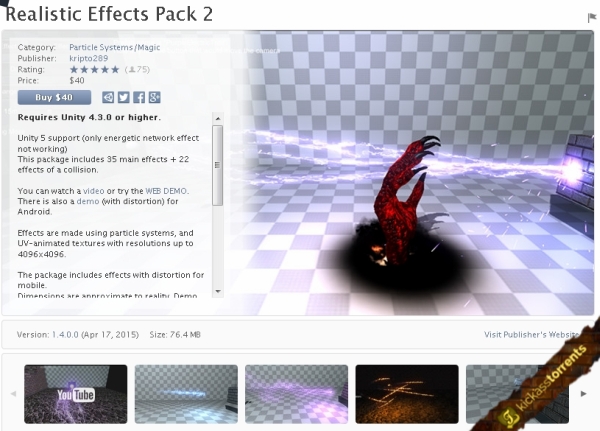 Realistic Effects Pack 2
Category: Particle Systems/Magic
Publisher: kripto289
Rating: ★★★★★ (75)
Price: $40
Buy $40
Requires Unity 4.3.0 or higher.
Unity 5 support (only energetic network effect
not working)
This package includes 35 main effects + 22
effects of a collision.
You can watch a video or try the WEB DEMO.
There is also a demo (with distortion) for
Android.
Effects are made using particle systems, and
UV-animated textures with resolutions up to
4096x4096.
The package includes effects with distortion for
mobile.
Dimensions are approximate to reality. Demo
camera
Version: 1.4.0.0 (Apr 17, 2015) Size: 76.4 MB
Visit Publisher's Website
YouTube
kickasstorrents